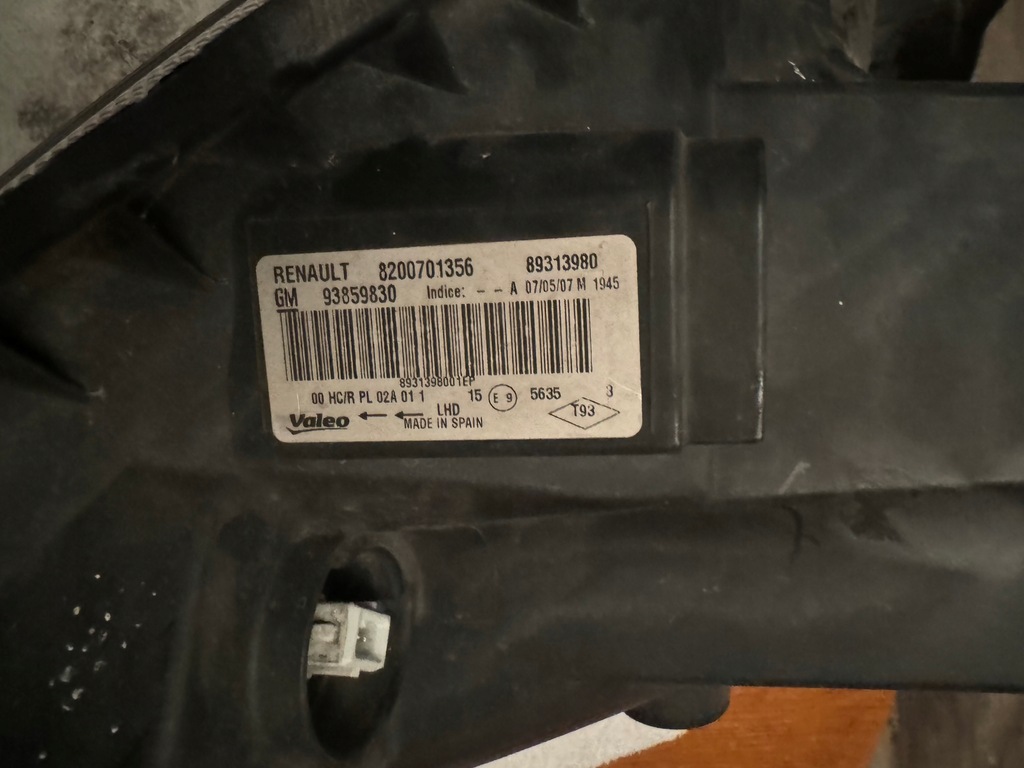 RENAULT 8200701356 89313980
GM 93859830 Indice: - - A 07/05/07 M 1945
8931398001EP
00 HC/R PL 02A 01 1 15 E 9 5635 3
Valeo LHD T93
MADE IN SPAIN